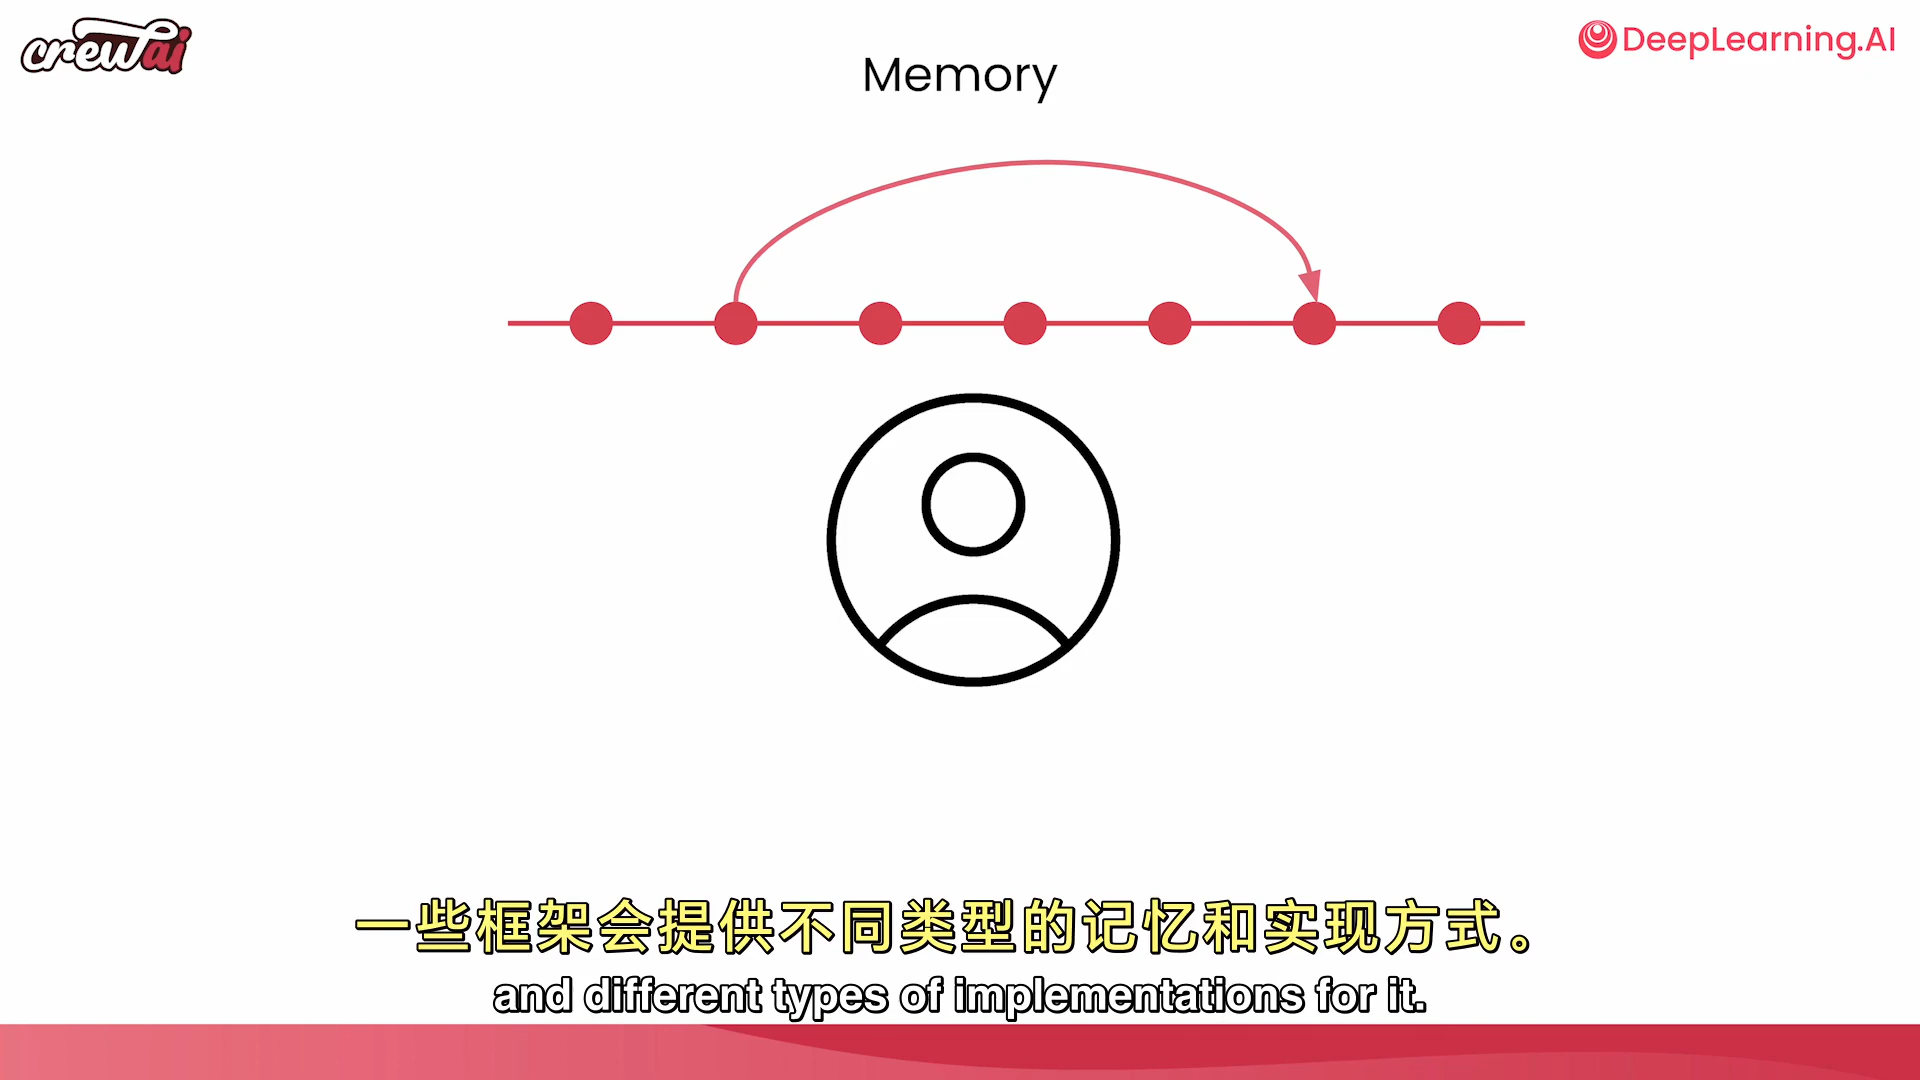 crewai
DeepLearning.AI
Memory
一些框架会提供不同类型的记忆和实现方式。
and different types of implementations for it.